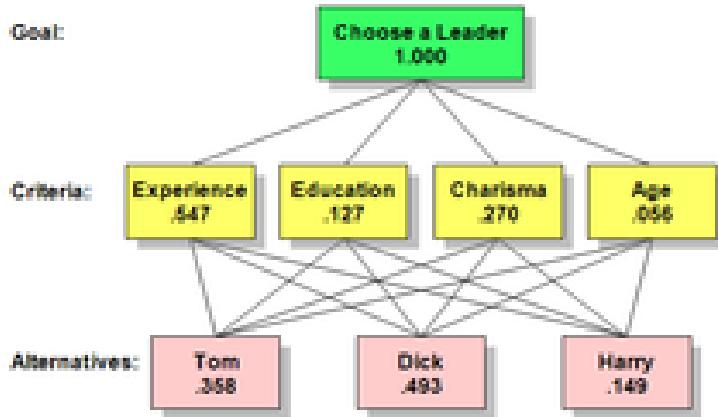 Goal:
Choose a Leader
1.000
Criteria:
Experience
.547
Education
.127
Charisma
.270
Age
.056
Alternatives:
Tom
.358
Dick
.493
Harry
.149